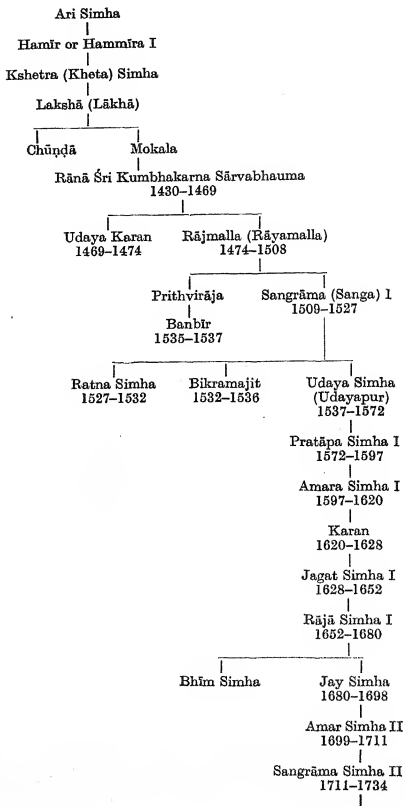 Ari Simha
Hamīr or Hammīra I
Kshetra (Kheta) Simha
Lakshā (Lākhā)
Chūṇḍā Mokala
Rānā Śri Kumbhakarna Sārvabhauma
1430–1469
Udaya Karan Rājmalla (Rāyamalla)
1469–1474 1474–1508
Prithvirāja Sangrāma (Sanga) I
1509–1527
Banbīr
1535–1537
Ratna Simha Bikramajit Udaya Simha
1527–1532 1532–1536 (Udayapur)
1537–1572
Pratāpa Simha I
1572–1597
Amara Simha I
1597–1620
Karan
1620–1628
Jagat Simha I
1628–1652
Rājā Simha I
1652–1680
Bhīm Simha Jay Simha
1680–1698
Amar Simha II
1699–1711
Sangrāma Simha II
1711–1734